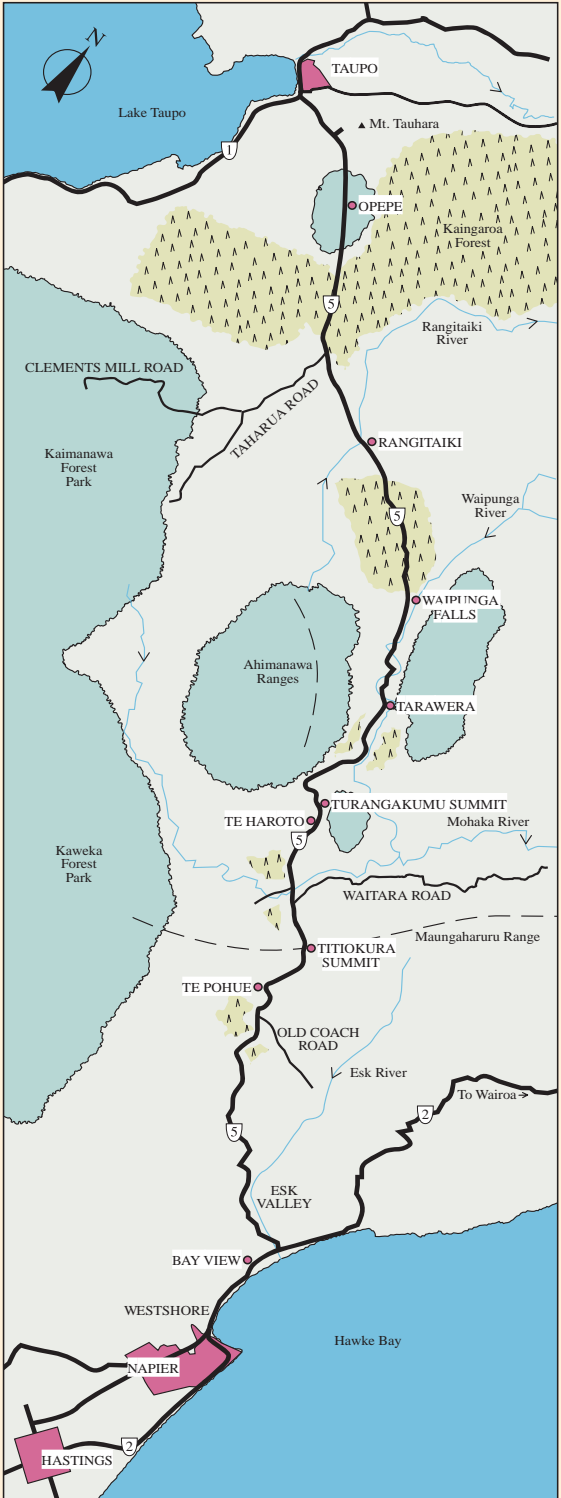 N
TAUPO
Lake Taupo
▲ Mt. Tauhara
1
OPEPE
Kaingaroa
Forest
5
Rangitaiki
River
CLEMENTS MILL ROAD
TAHARUA ROAD
RANGITAIKI
Kaimanawa
Forest
Park
Waipunga
River
5
WAIPUNGA
FALLS
Ahimanawa
Ranges
TARAWERA
TURANGAKUMU SUMMIT
TE HAROTO
Mohaka River
5
Kaweka
Forest
Park
WAITARA ROAD
Maungaharuru Range
TITIOKURA
SUMMIT
TE POHUE
OLD COACH
ROAD
Esk River
To Wairoa
2
5
ESK
VALLEY
BAY VIEW
WESTSHORE
Hawke Bay
NAPIER
2
HASTINGS